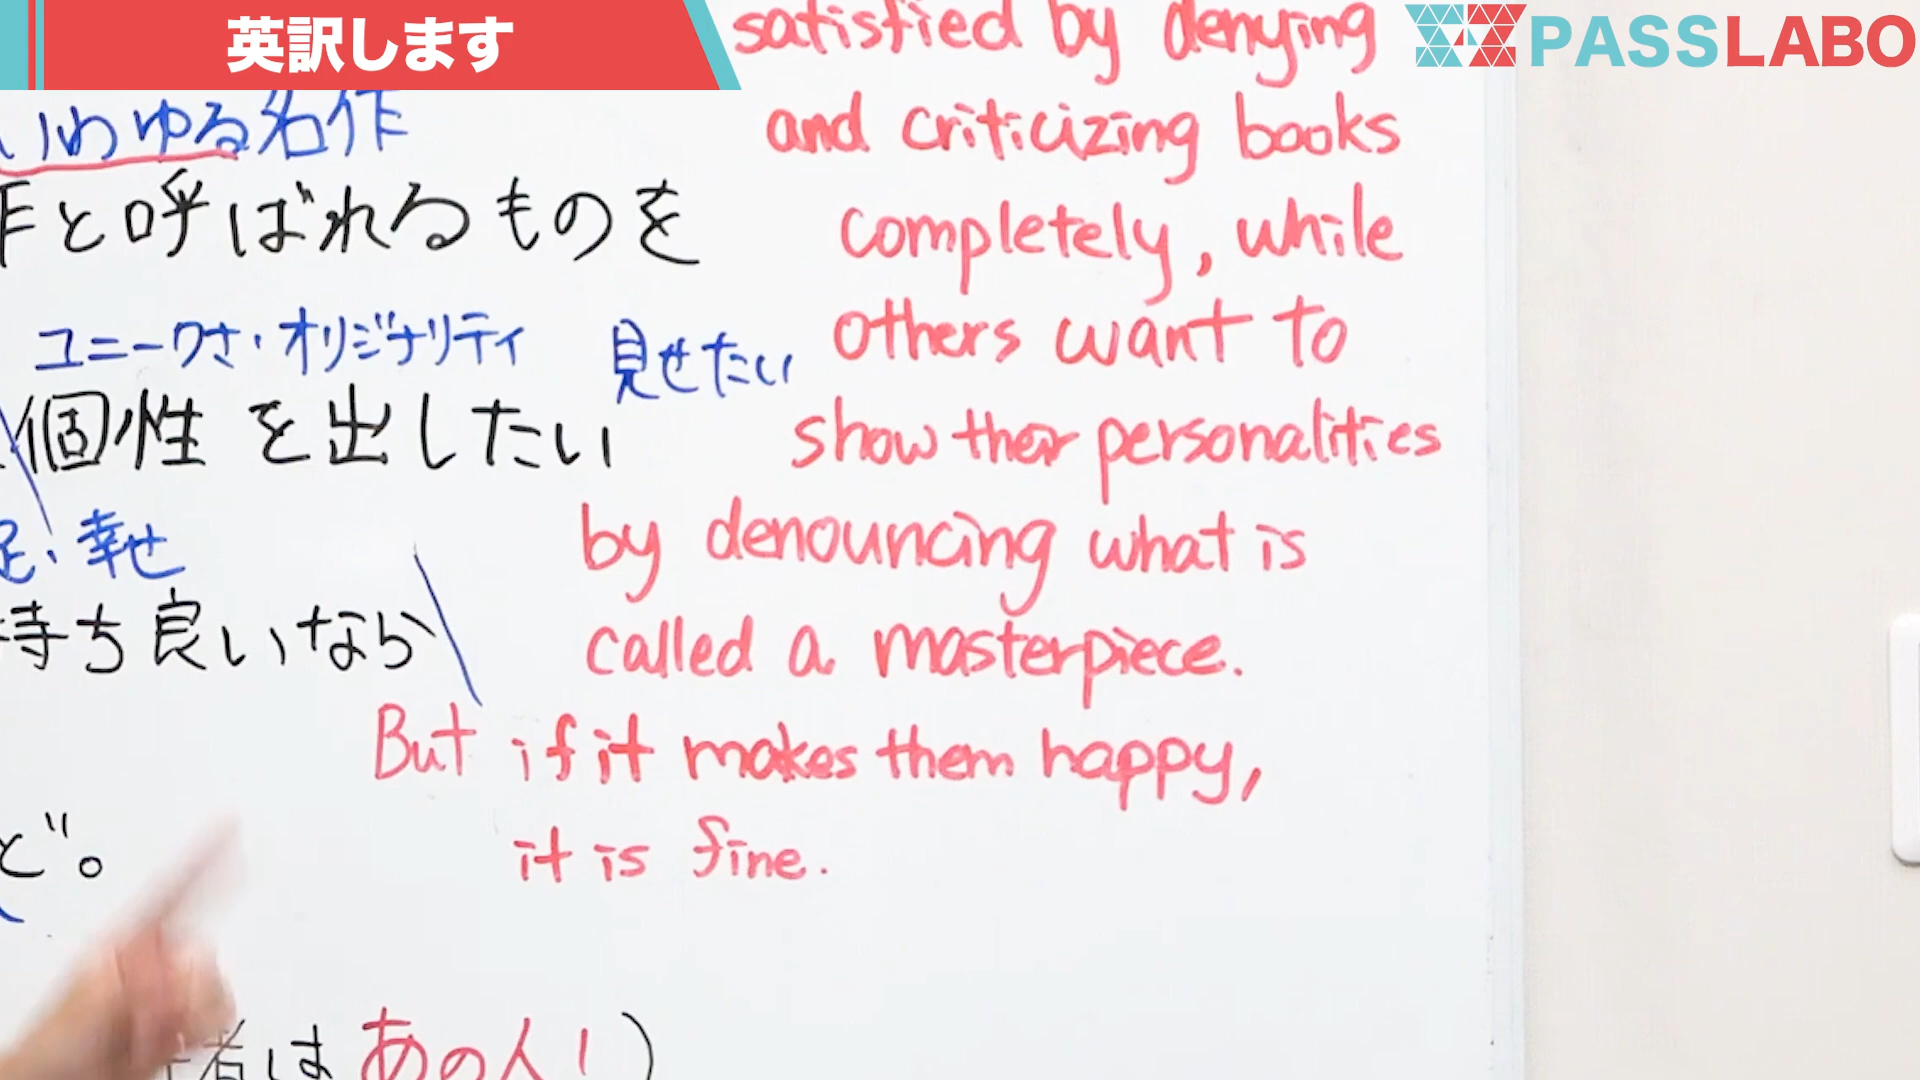 英訳します
PASSLABO
satisfied by denying
and criticizing books
completely, while
others want to
show their personalities
by denouncing what is
called a masterpiece.
But if it makes them happy,
it is fine.
いわゆる名作
作と呼ばれるものを
ユニークさ・オリジナリティ
見せたい
個性を出したい
足、幸せ
持ち良いなら
ど。
者はあの人!)